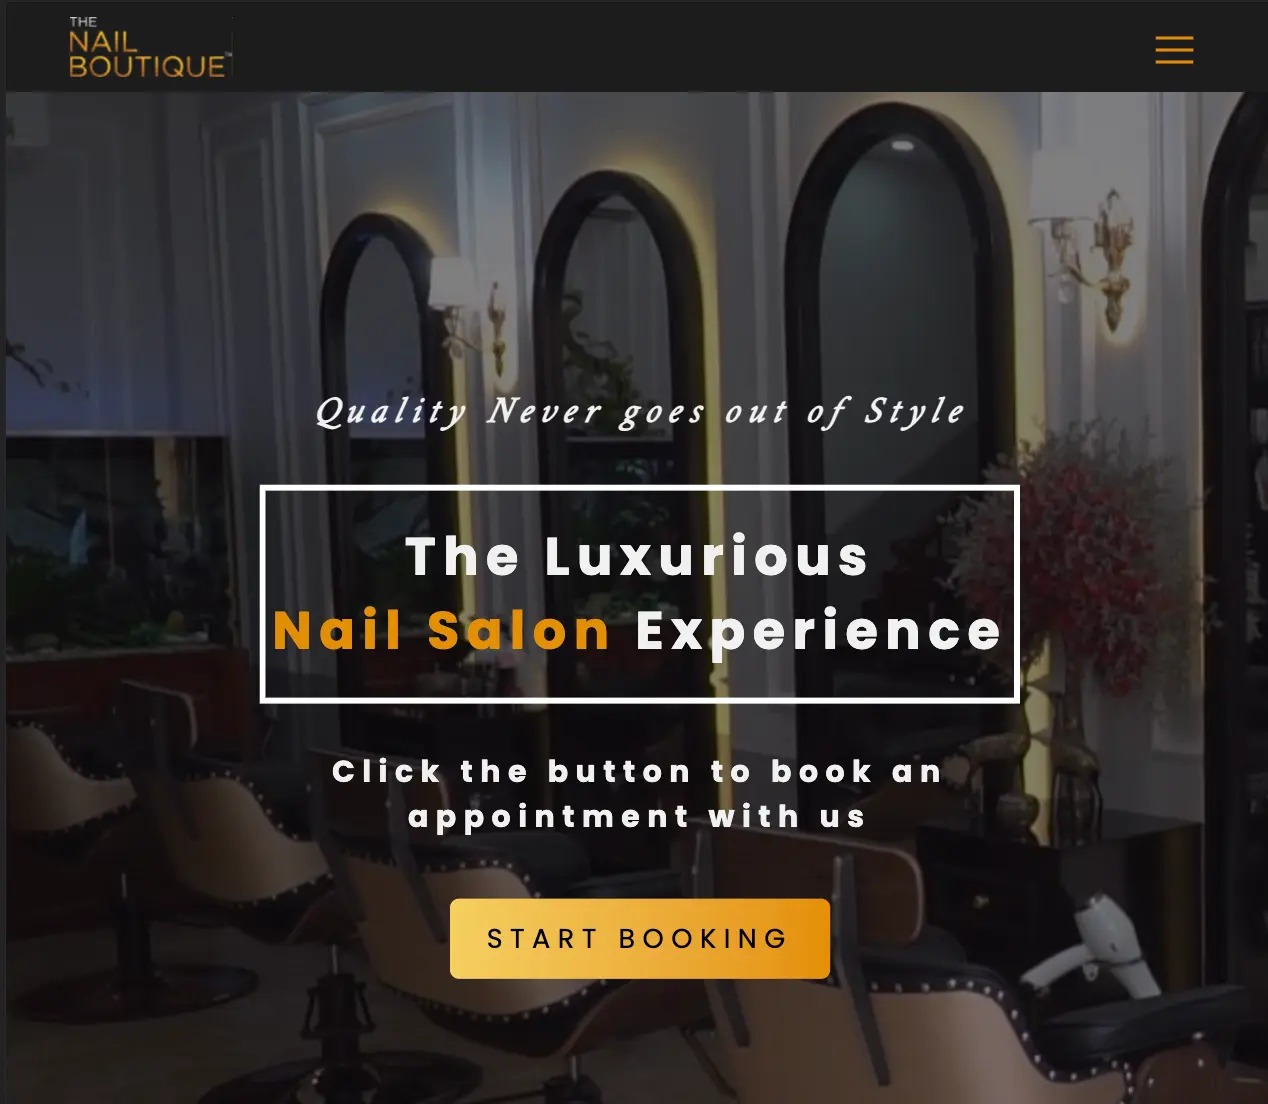 THE
NAIL
BOUTIQUE™
Quality Never goes out of Style
The Luxurious
Nail Salon Experience
Click the button to book an
appointment with us
START BOOKING